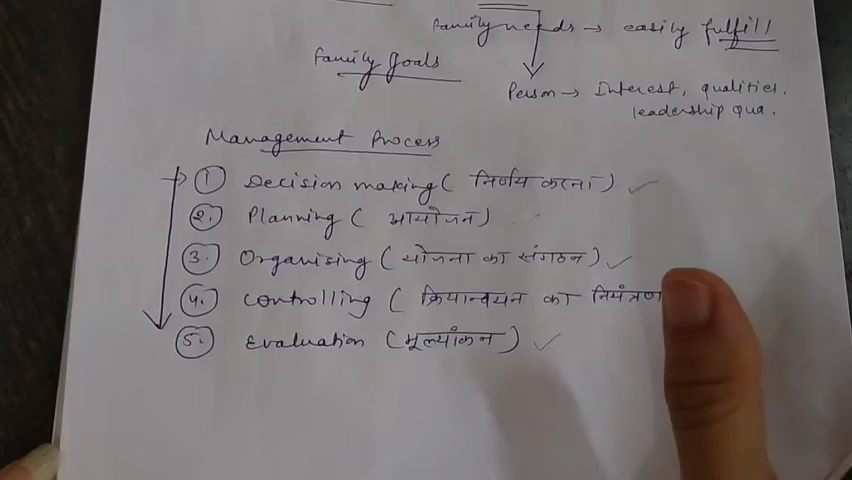 family needs → easily fulfill
family goals
Person → Interest, qualities.
leadership qua.
Management Process
→ 1 Decision making ( निर्णय करना )
2. Planning ( आयोजन )
3. Organising ( योजना का संगठन )
4. Controlling ( क्रियान्वयन का नियंत्रण
5. Evaluation ( मूल्यांकन )